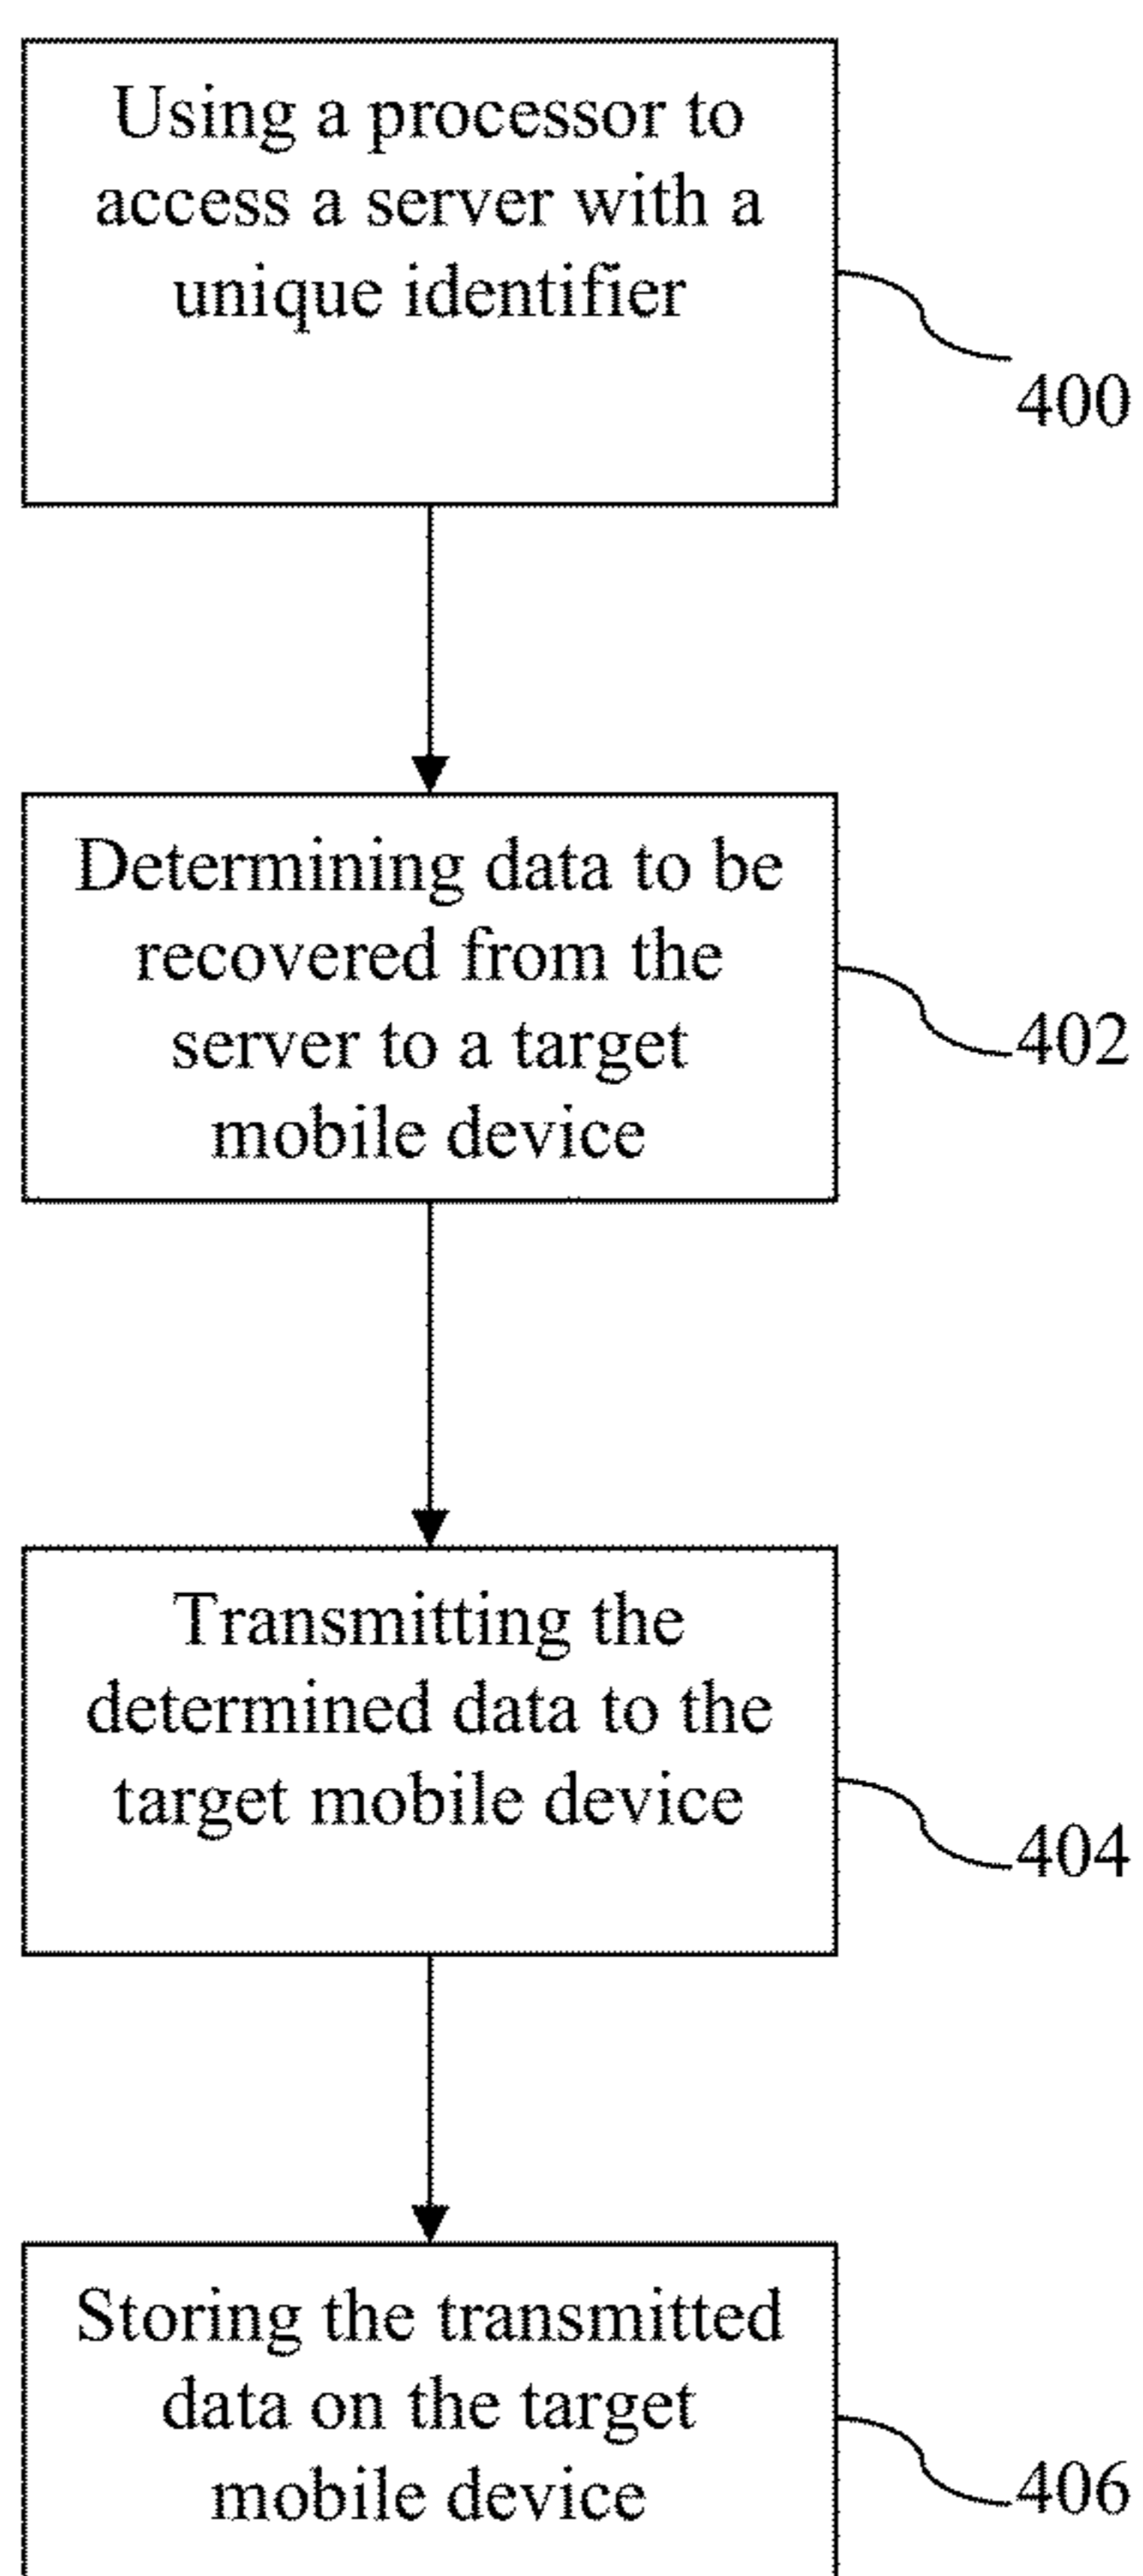 Using a processor to
access a server with a
unique identifier
400
Determining data to be
recovered from the
server to a target
mobile device
402
Transmitting the
determined data to the
target mobile device
404
Storing the transmitted
data on the target
mobile device
406